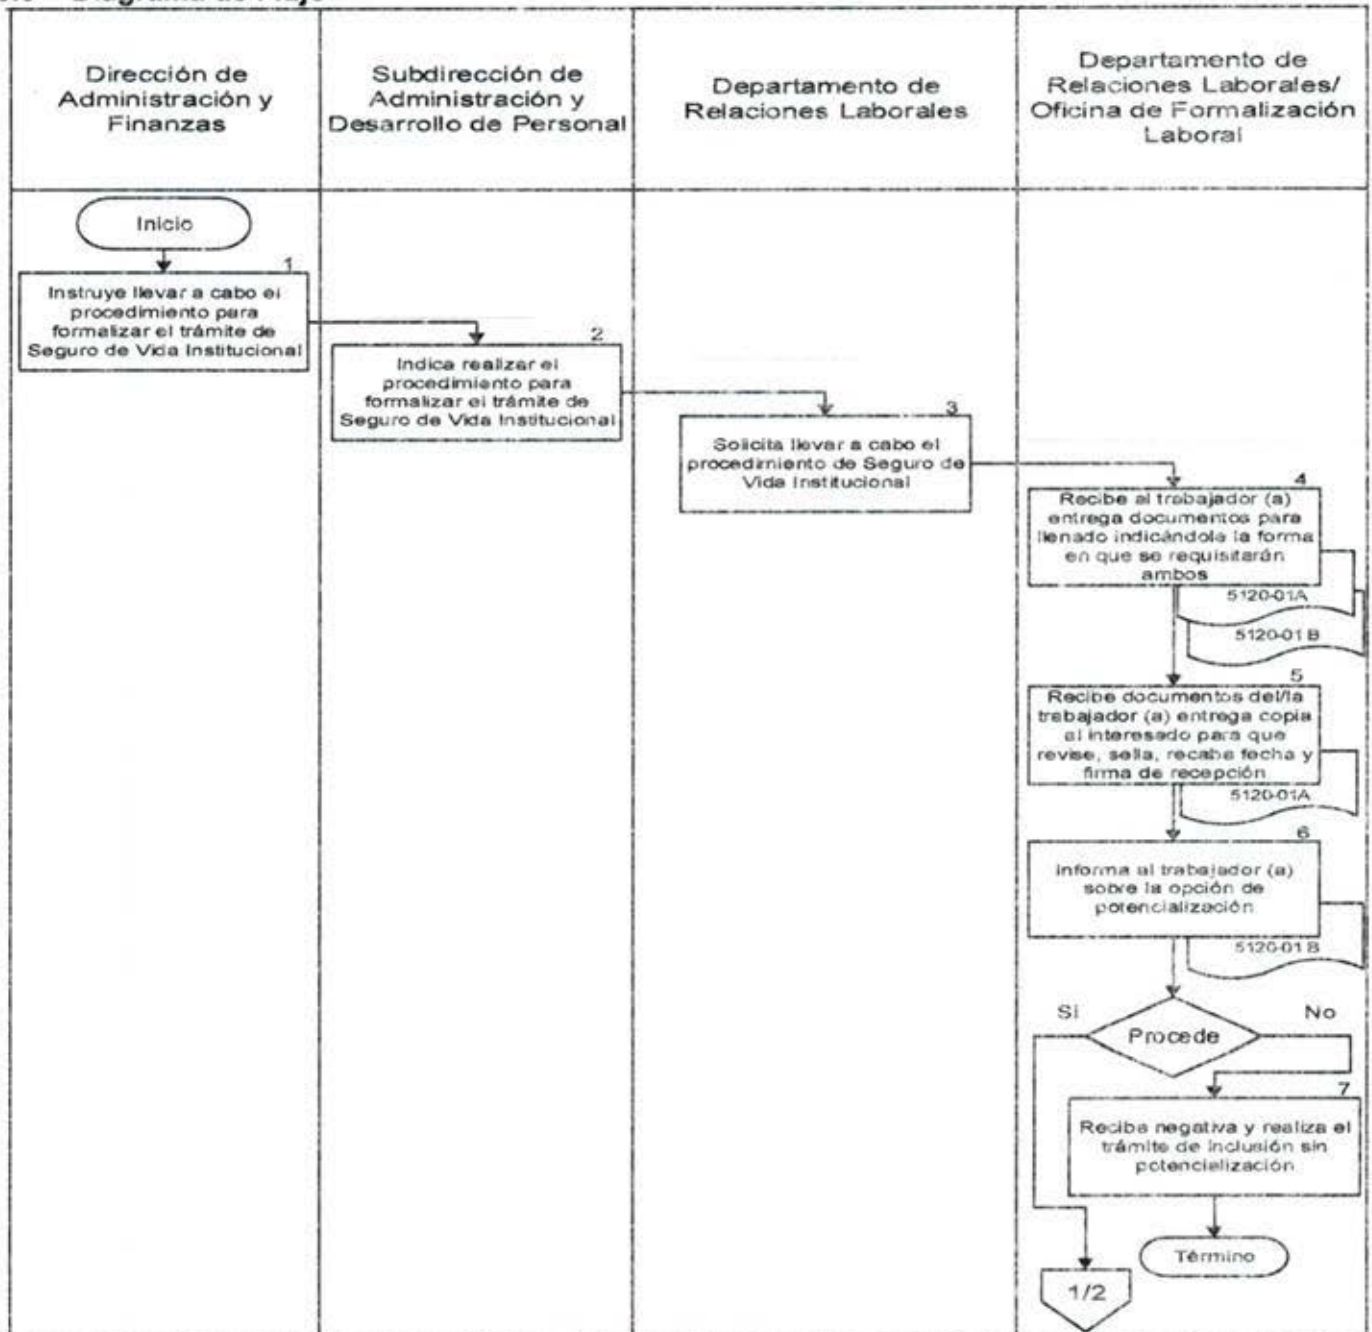 Diagrama de Flujo
Dirección de
Administración y
Finanzas
Subdirección de
Administración y
Desarrollo de Personal
Departamento de
Relaciones Laborales
Departamento de
Relaciones Laborales/
Oficina de Formalización
Laboral
Inicio
1
Instruye llevar a cabo el
procedimiento para
formalizar el trámite de
Seguro de Vida Institucional
2
Indica realizar el
procedimiento para
formalizar el trámite de
Seguro de Vida Institucional
3
Solicita llevar a cabo el
procedimiento de Seguro de
Vida Institucional
4
Recibe al trabajador (a)
entrega documentos para
llenado indicándole la forma
en que se requisitarán
ambos
5120-01A
5120-01 B
5
Recibe documentos del/la
trabajador (a) entrega copia
al interesado para que
revise, sella, recaba fecha y
firma de recepción
5120-01A
6
Informa al trabajador (a)
sobre la opción de
potencialización
5120-01 B
Si
Procede
No
7
Recibe negativa y realiza el
trámite de inclusión sin
potencialización
Término
1/2